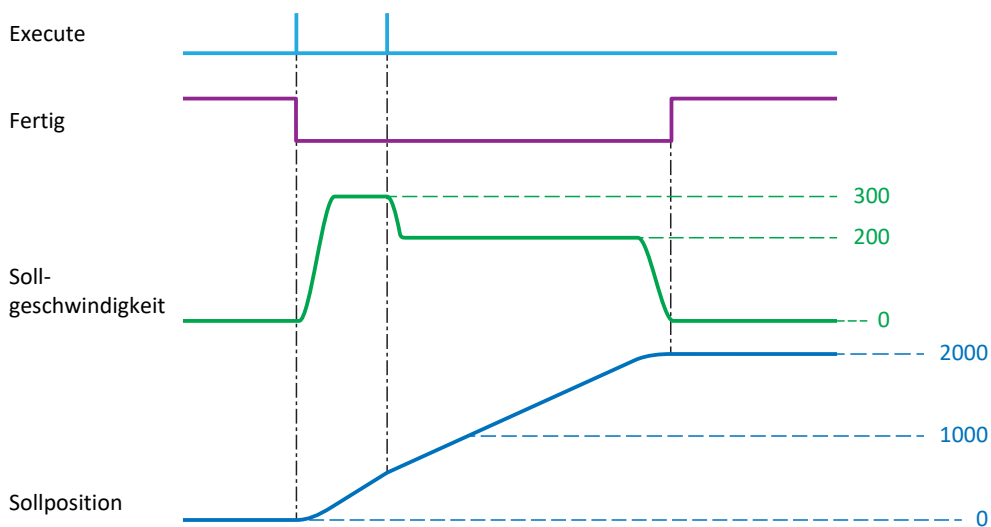 Execute
Fertig
300
200
Soll-
geschwindigkeit
0
2000
1000
Sollposition
0